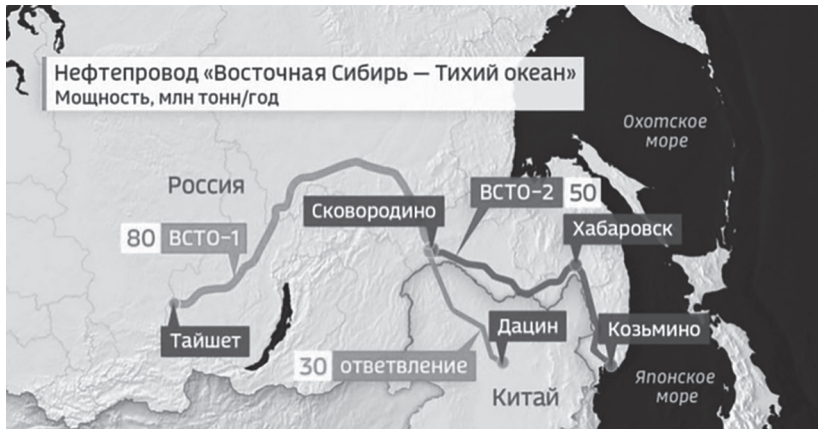 Нефтепровод «Восточная Сибирь — Тихий океан»
Мощность, млн тонн/год
Охотское
море
Россия
ВСТО-2 50
Сковородино
Хабаровск
80 ВСТО-1
Тайшет
Дацин
Козьмино
30 ответвление
Китай
Японское
море